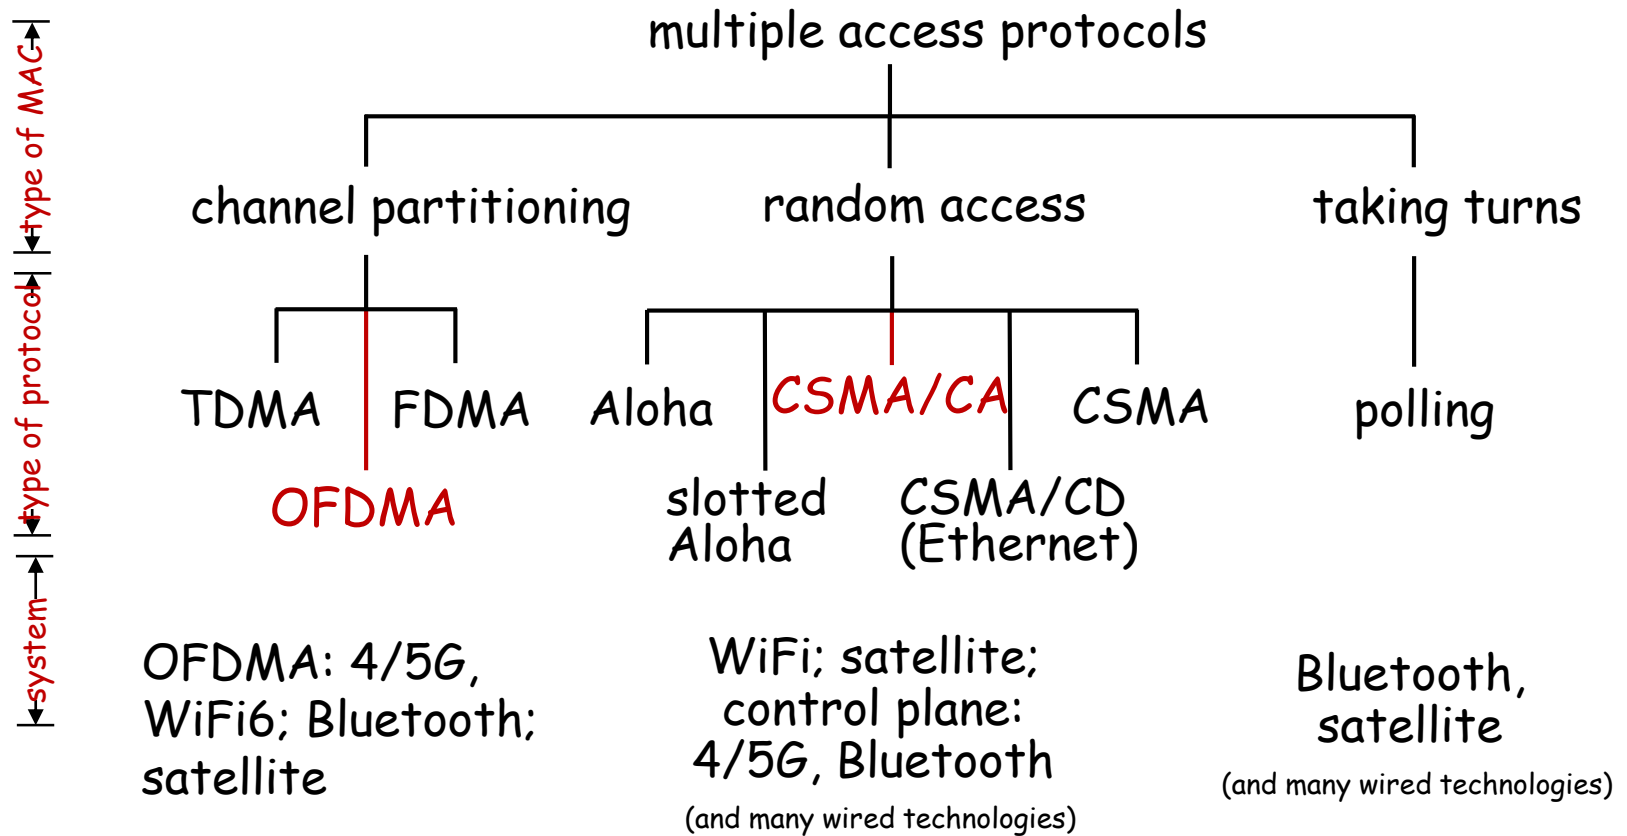 multiple access protocols
type of MAC
channel partitioning
random access
taking turns
type of protocol
TDMA
FDMA
Aloha
CSMA/CA
CSMA
polling
OFDMA
slotted
Aloha
CSMA/CD
(Ethernet)
system
OFDMA: 4/5G,
WiFi6; Bluetooth;
satellite
WiFi; satellite;
control plane:
4/5G, Bluetooth
(and many wired technologies)
Bluetooth,
satellite
(and many wired technologies)